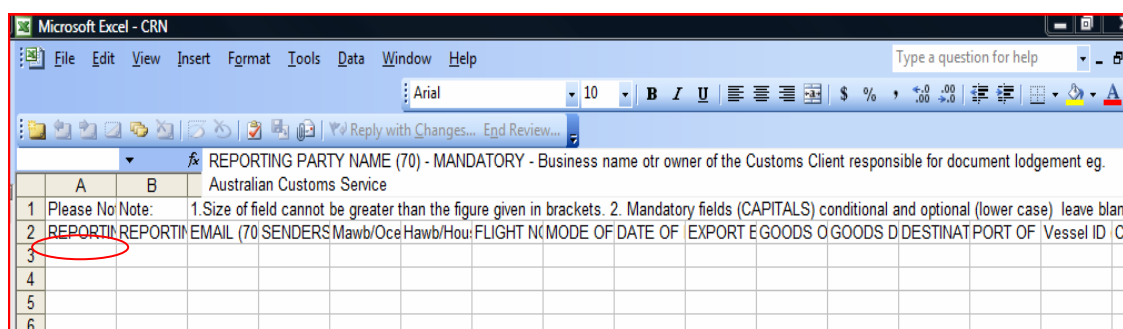 Microsoft Excel - CRN
File Edit View Insert Format Tools Data Window Help Type a question for help
Arial 10 B I U $ % , .00 .00 A
Reply with Changes... End Review...
fx REPORTING PARTY NAME (70) - MANDATORY - Business name otr owner of the Customs Client responsible for document lodgement eg.
Australian Customs Service
A B
1 Please No Note: 1.Size of field cannot be greater than the figure given in brackets. 2. Mandatory fields (CAPITALS) conditional and optional (lower case) leave blan
2 REPORTIN REPORTIN EMAIL (70 SENDERS Mawb/Oce Hawb/Hou FLIGHT NO MODE OF DATE OF EXPORT E GOODS O GOODS D DESTINAT PORT OF Vessel ID C
3
4
5
6